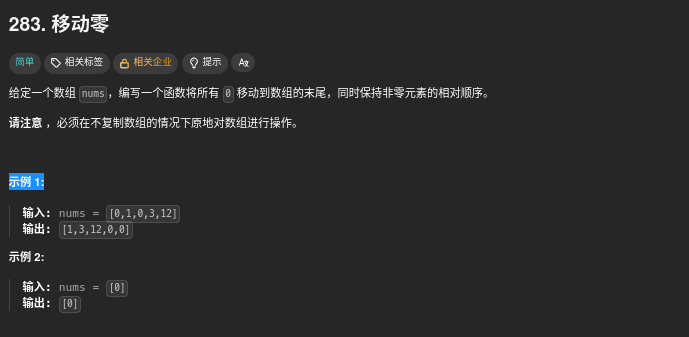 283. 移动零
简单 相关标签 相关企业 提示
给定一个数组 nums，编写一个函数将所有 0 移动到数组的末尾，同时保持非零元素的相对顺序。
请注意 ，必须在不复制数组的情况下原地对数组进行操作。
示例 1:
输入: nums = [0,1,0,3,12]
输出: [1,3,12,0,0]
示例 2:
输入: nums = [0]
输出: [0]